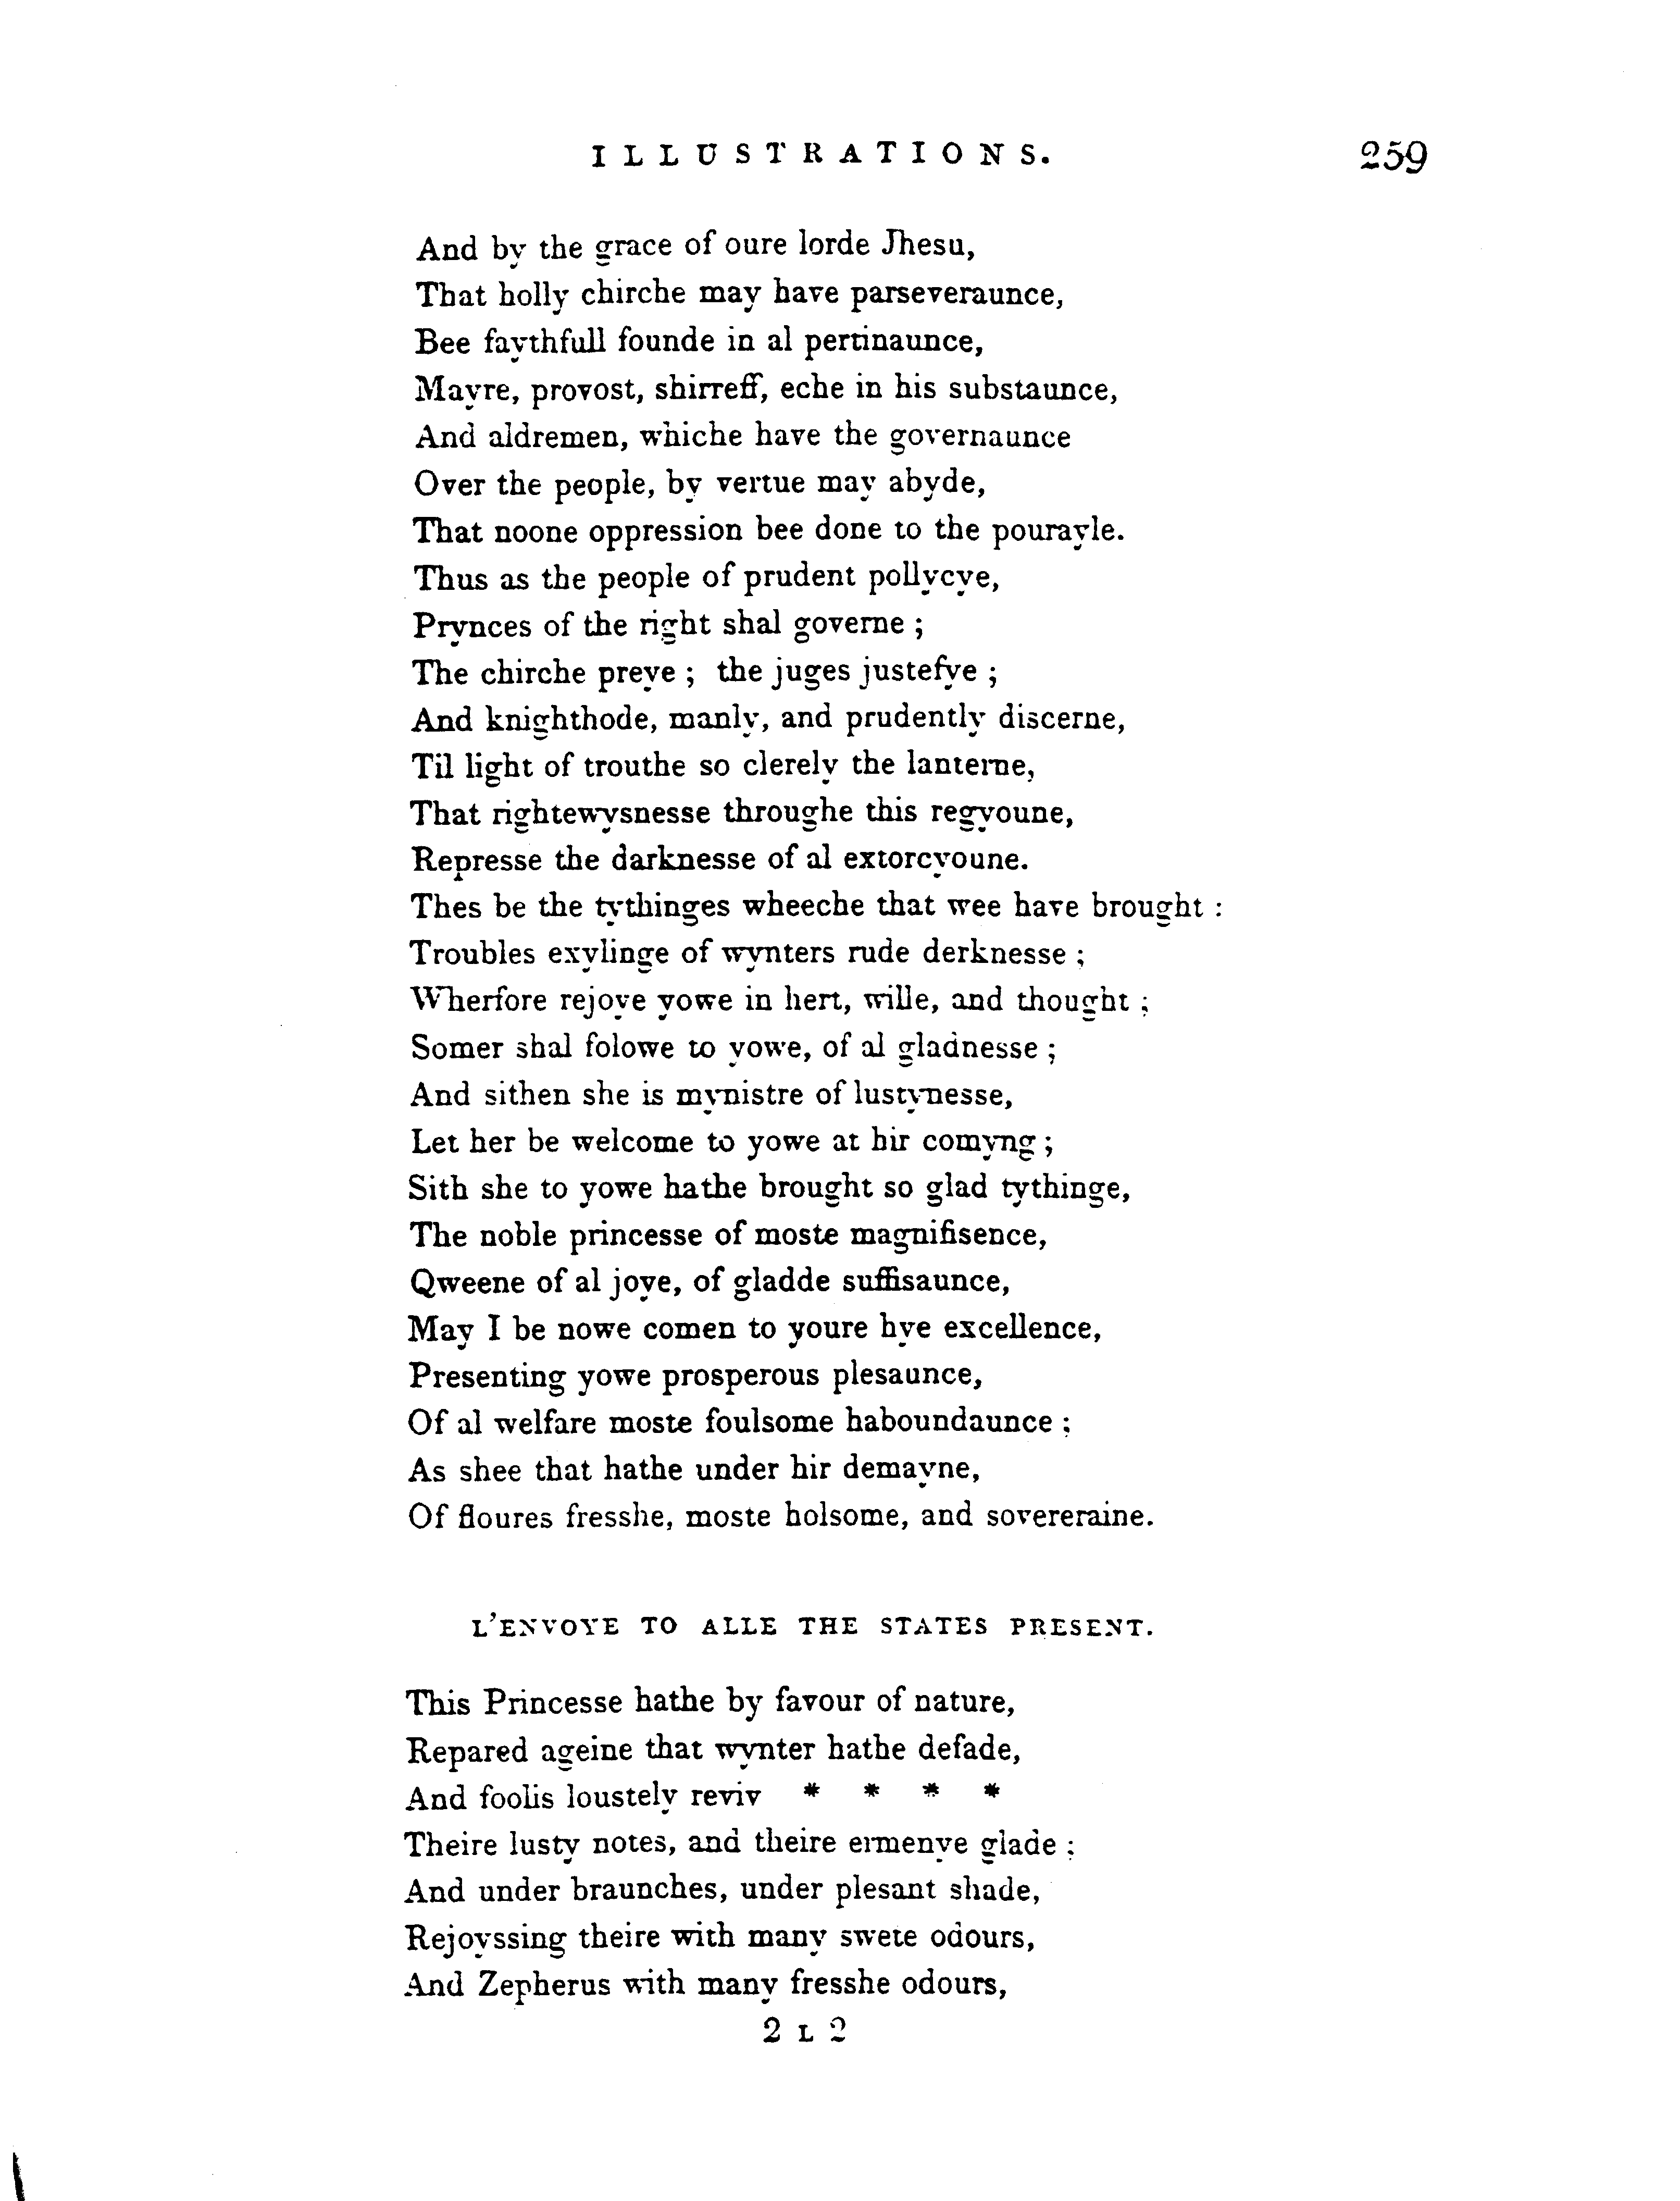 ILLUSTRATIONS. 259
And by the grace of oure lorde Jhesu,
That holly chirche may have parseveraunce,
Bee faythfull founde in al pertinaunce,
Mayre, provost, shirreff, eche in his substaunce,
And aldremen, whiche have the governaunce
Over the people, by vertue may abyde,
That noone oppression bee done to the pourayle.
Thus as the people of prudent pollycye,
Prynces of the right shal governe ;
The chirche preye ; the juges justefye ;
And knighthode, manly, and prudently discerne,
Til light of trouthe so clerely the lanterne,
That rightewysnesse throughe this regyoune,
Represse the darknesse of al extorcyoune.
Thes be the tythinges wheeche that wee have brought :
Troubles exylinge of wynters rude derknesse ;
Wherfore rejoye yowe in hert, wille, and thought ;
Somer shal folowe to yowe, of al gladnesse ;
And sithen she is mynistre of lustynesse,
Let her be welcome to yowe at hir comyng ;
Sith she to yowe hathe brought so glad tythinge,
The noble princesse of moste magnifisence,
Qweene of al joye, of gladde suffisaunce,
May I be nowe comen to youre hye excellence,
Presenting yowe prosperous plesaunce,
Of al welfare moste foulsome haboundaunce ;
As shee that hathe under hir demayne,
Of floures fresshe, moste holsome, and sovereraine.
L'ENVOYE TO ALLE THE STATES PRESENT.
This Princesse hathe by favour of nature,
Repared ageine that wynter hathe defade,
And foolis loustely reviv * * * *
Theire lusty notes, and theire ermenye glade ;
And under braunches, under plesant shade,
Rejoyssing theire with many swete odours,
And Zepherus with many fresshe odours,
2 L 2